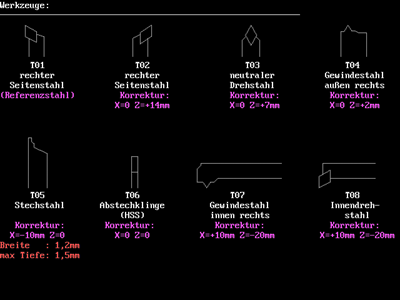 Werkzeuge:
T01
rechter
Seitenstahl
(Referenzstahl)
T02
rechter
Seitenstahl
Korrektur:
X=0 Z=+14mm
T03
neutraler
Drehstahl
Korrektur:
X=0 Z=+7mm
T04
Gewindestahl
außen rechts
Korrektur:
X=0 Z=+2mm
T05
Stechstahl
Korrektur:
X=-10mm Z=0
Breite : 1,2mm
max Tiefe: 1,5mm
T06
Abstechklinge
(HSS)
Korrektur:
X=0 Z=0
T07
Gewindestahl
innen rechts
Korrektur:
X=+10mm Z=-20mm
T08
Innendreh-
stahl
Korrektur:
X=+10mm Z=-20mm